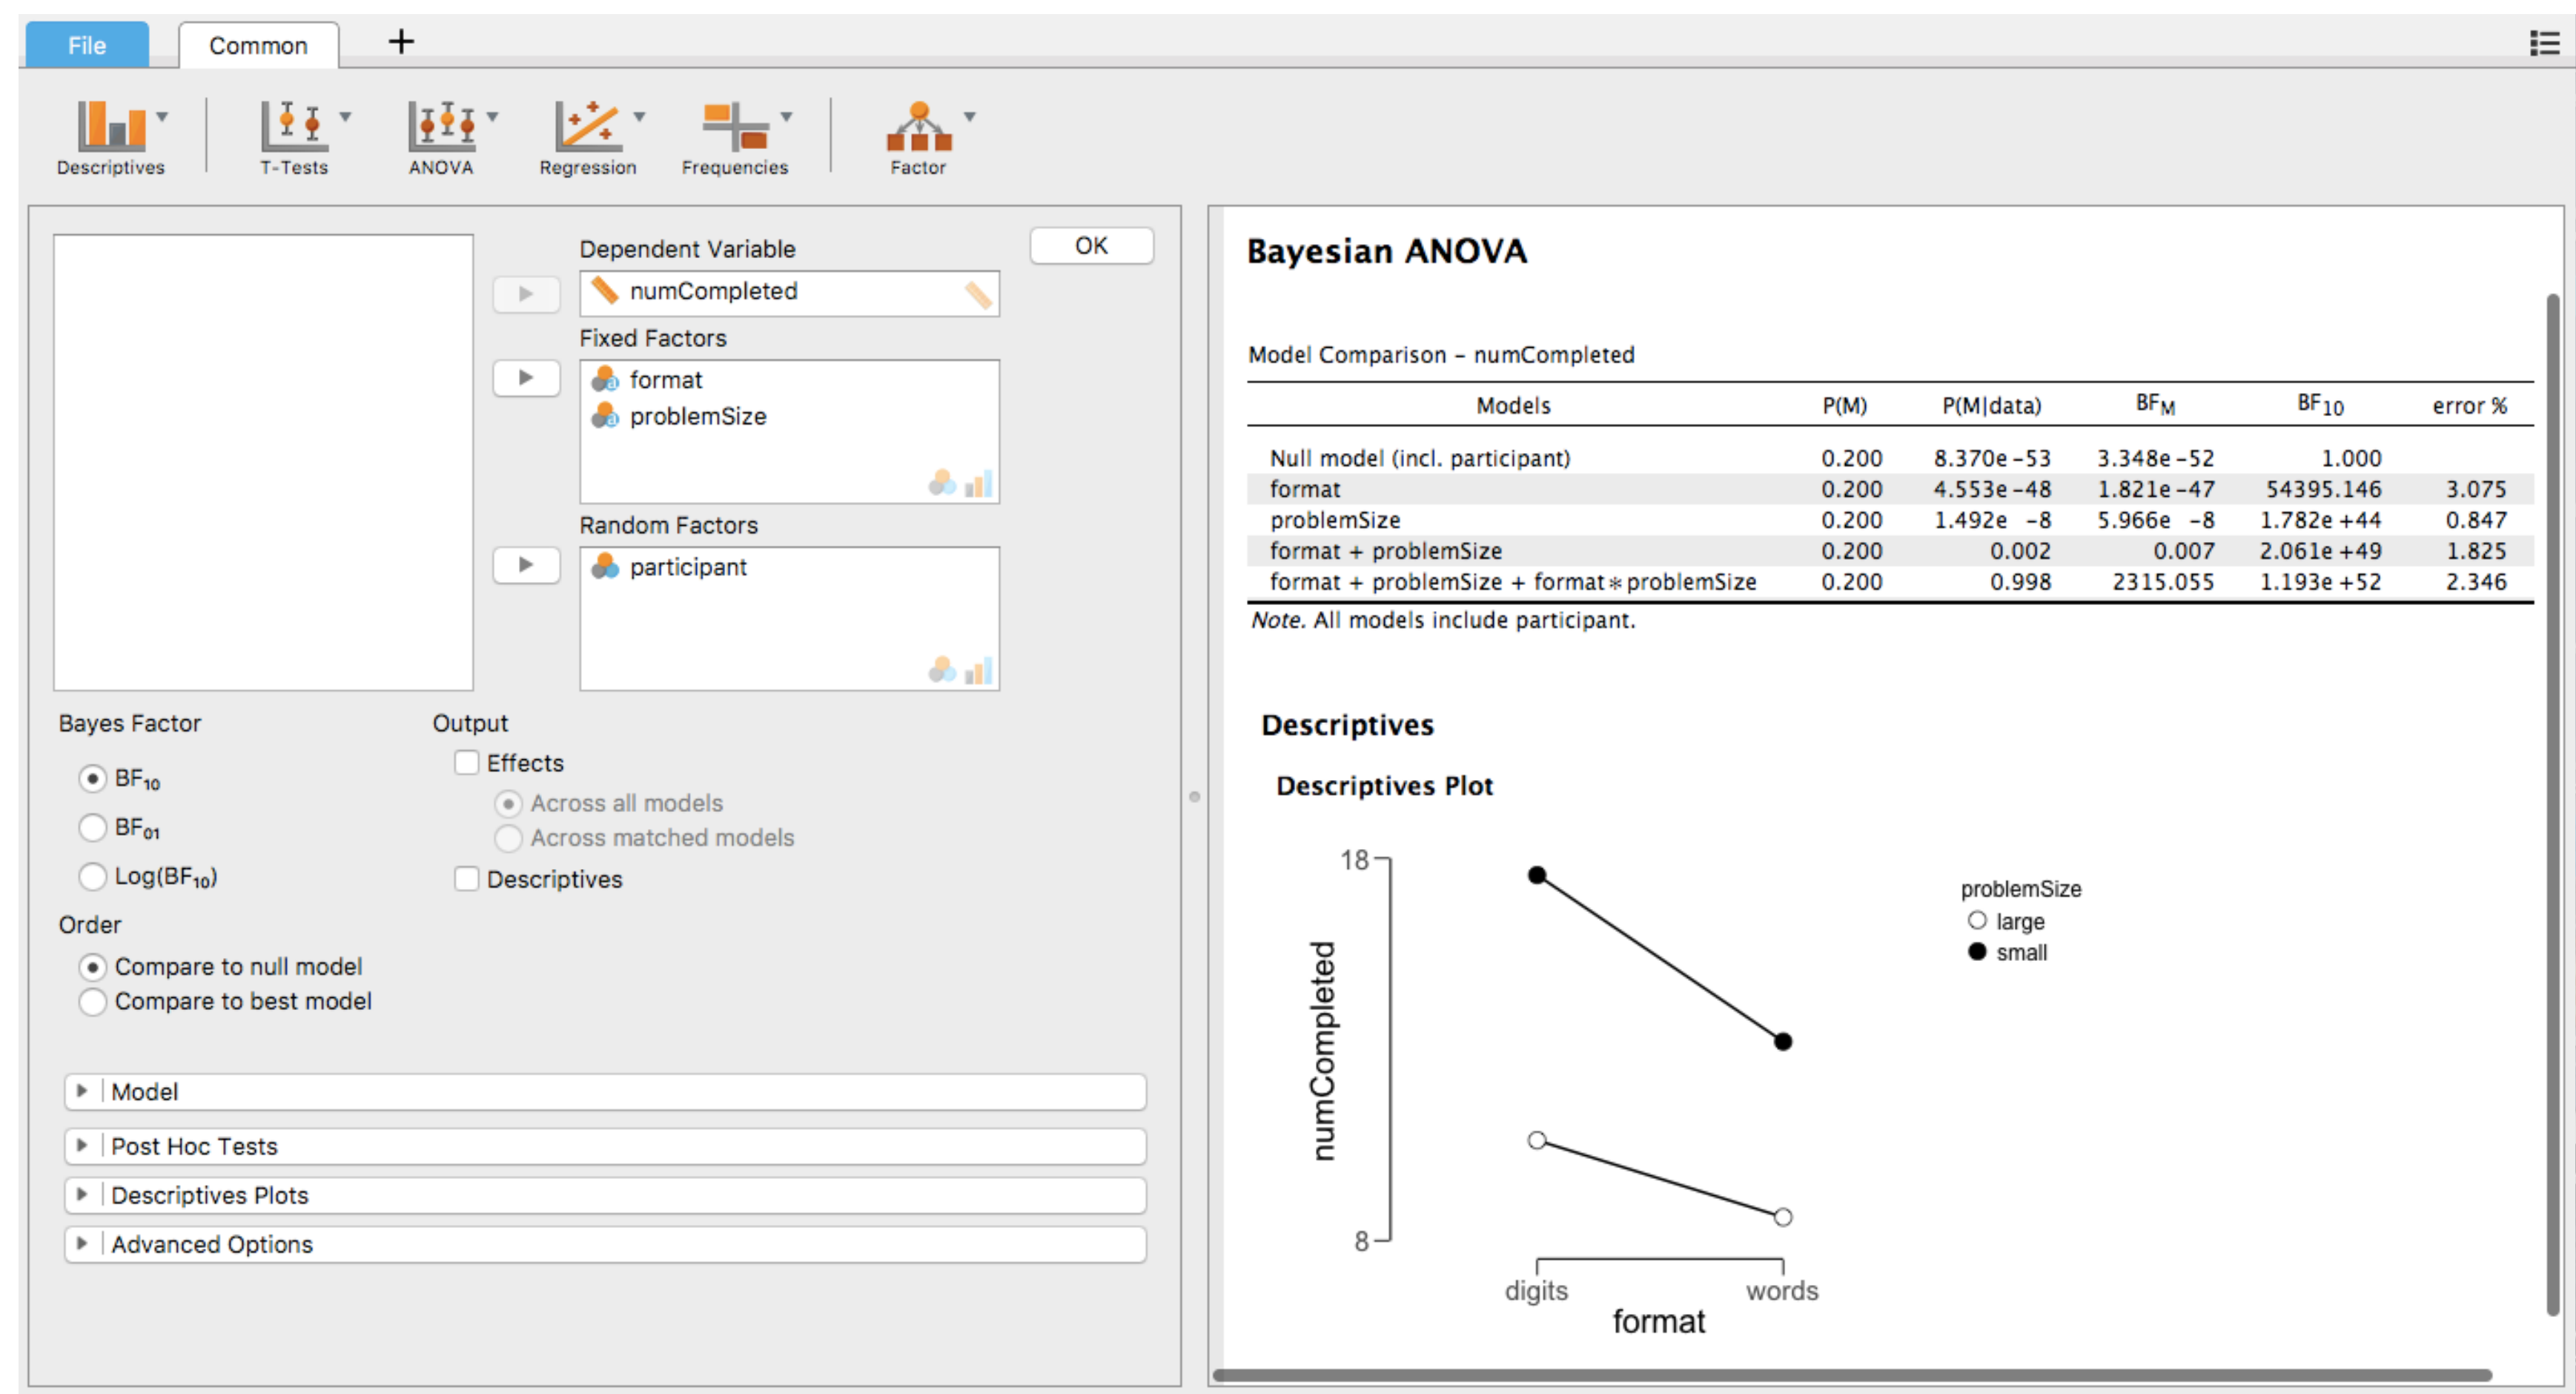 File
Common
+
Descriptives
T-Tests
ANOVA
Regression
Frequencies
Factor
Dependent Variable
OK
numCompleted
Fixed Factors
format
problemSize
Random Factors
participant
Bayes Factor
BF₁₀
BF₀₁
Log(BF₁₀)
Output
Effects
Across all models
Across matched models
Descriptives
Order
Compare to null model
Compare to best model
Model
Post Hoc Tests
Descriptives Plots
Advanced Options
Bayesian ANOVA
Model Comparison – numCompleted
Models P(M) P(M|data) BF_M BF₁₀ error %
Null model (incl. participant) 0.200 8.370e −53 3.348e −52 1.000
format 0.200 4.553e −48 1.821e −47 54395.146 3.075
problemSize 0.200 1.492e −8 5.966e −8 1.782e +44 0.847
format + problemSize 0.200 0.002 0.007 2.061e +49 1.825
format + problemSize + format∗problemSize 0.200 0.998 2315.055 1.193e +52 2.346
Note. All models include participant.
Descriptives
Descriptives Plot
18
8
numCompleted
digits words
format
problemSize
large
small